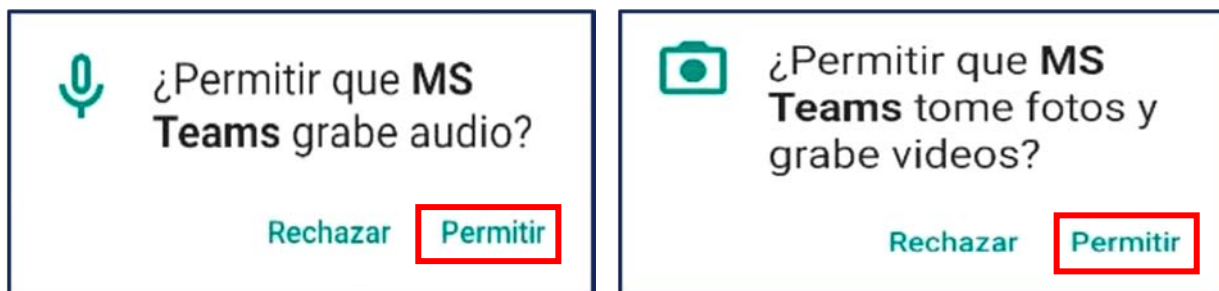 ¿Permitir que MS
Teams grabe audio?
Rechazar Permitir
¿Permitir que MS
Teams tome fotos y
grabe videos?
Rechazar Permitir